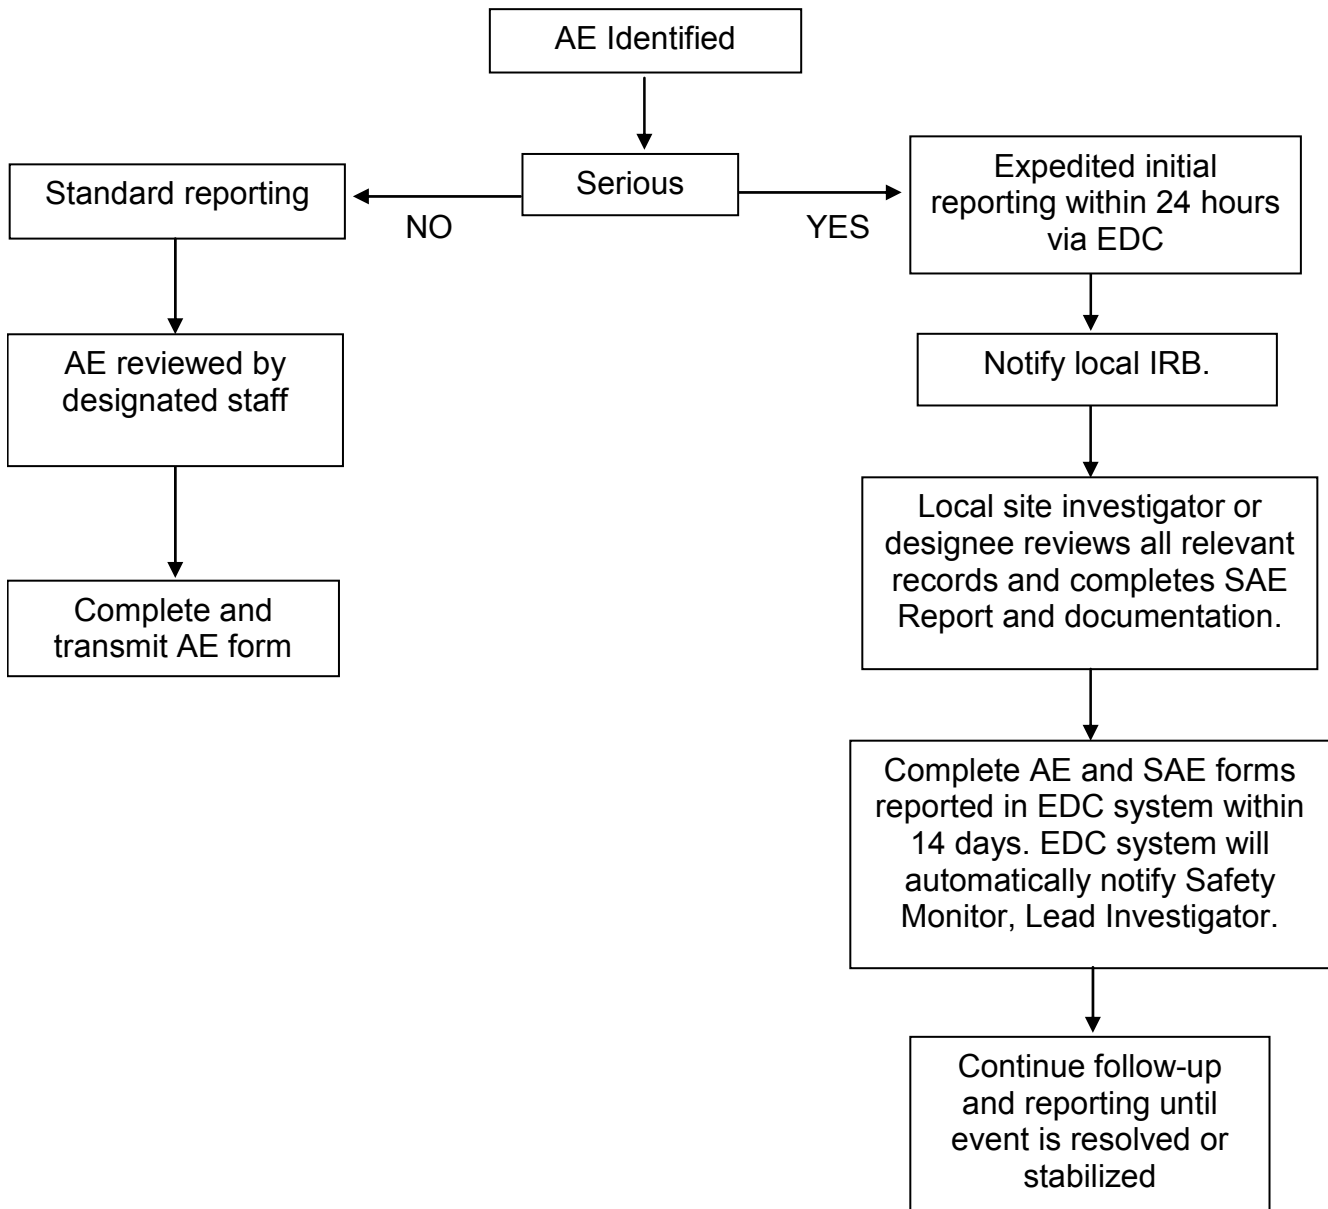 AE Identified
Serious
NO
YES
Standard reporting
AE reviewed by
designated staff
Complete and
transmit AE form
Expedited initial
reporting within 24 hours
via EDC
Notify local IRB.
Local site investigator or
designee reviews all relevant
records and completes SAE
Report and documentation.
Complete AE and SAE forms
reported in EDC system within
14 days. EDC system will
automatically notify Safety
Monitor, Lead Investigator.
Continue follow-up
and reporting until
event is resolved or
stabilized